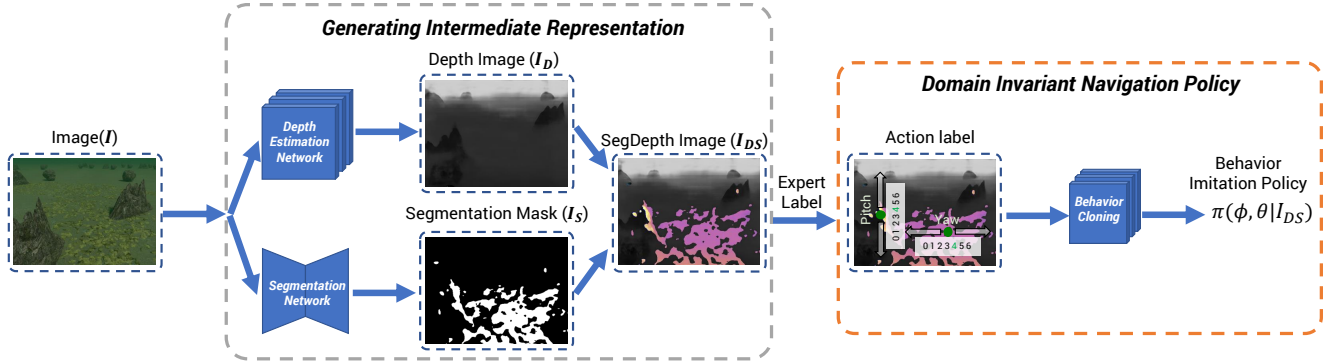 Generating Intermediate Representation
Image(I)
Depth
Estimation
Network
Depth Image (I_D)
Segmentation
Network
Segmentation Mask (I_S)
SegDepth Image (I_DS)
Expert
Label
Domain Invariant Navigation Policy
Action label
Pitch
0 1 2 3 4 5 6
Yaw
0 1 2 3 4 5 6
Behavior
Cloning
Behavior
Imitation Policy
π(ϕ, θ|I_DS)